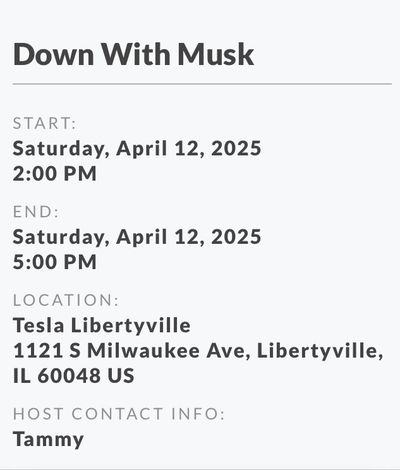 Down With Musk
START:
Saturday, April 12, 2025
2:00 PM
END:
Saturday, April 12, 2025
5:00 PM
LOCATION:
Tesla Libertyville
1121 S Milwaukee Ave, Libertyville,
IL 60048 US
HOST CONTACT INFO:
Tammy